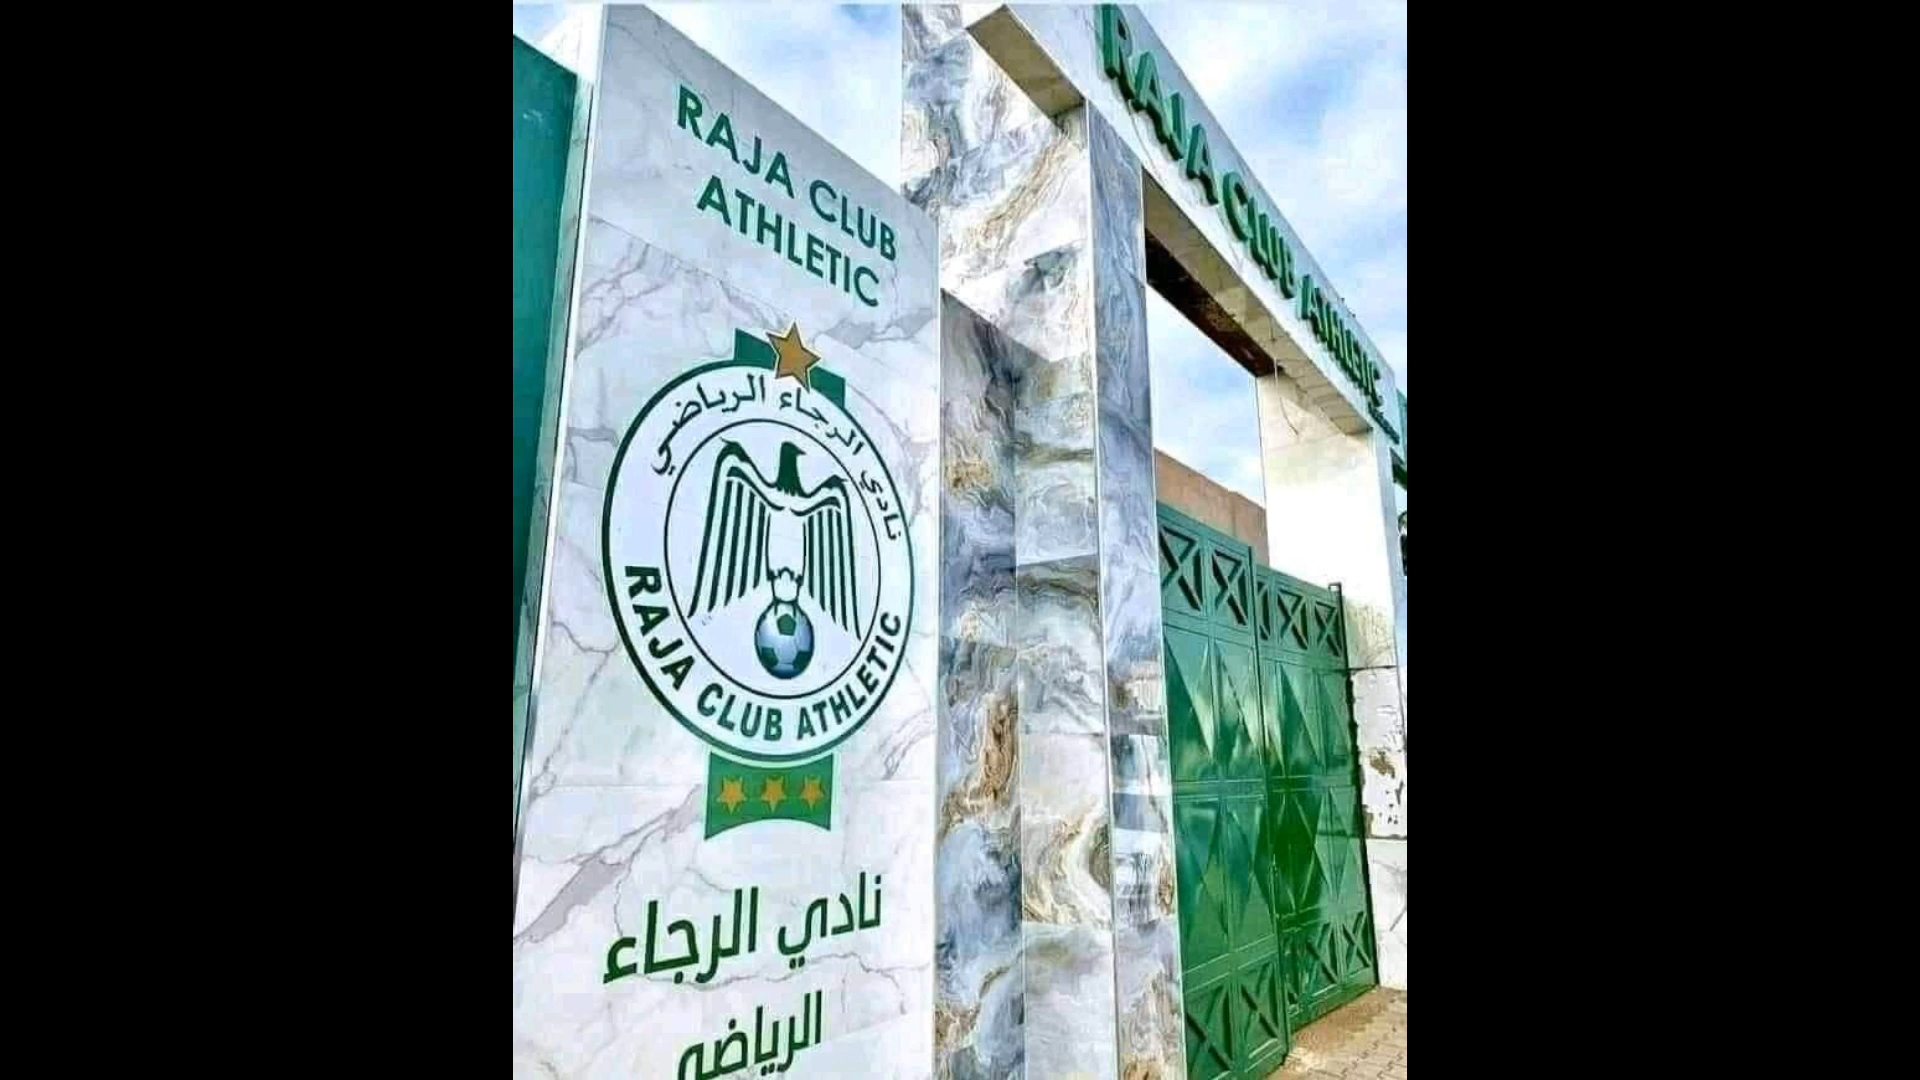 RAJA CLUB
ATHLETIC
نادي الرجاء الرياضي
RAJA CLUB ATHLETIC
نادي الرجاء
الرياضي
RAJA CLUB ATHLETIC